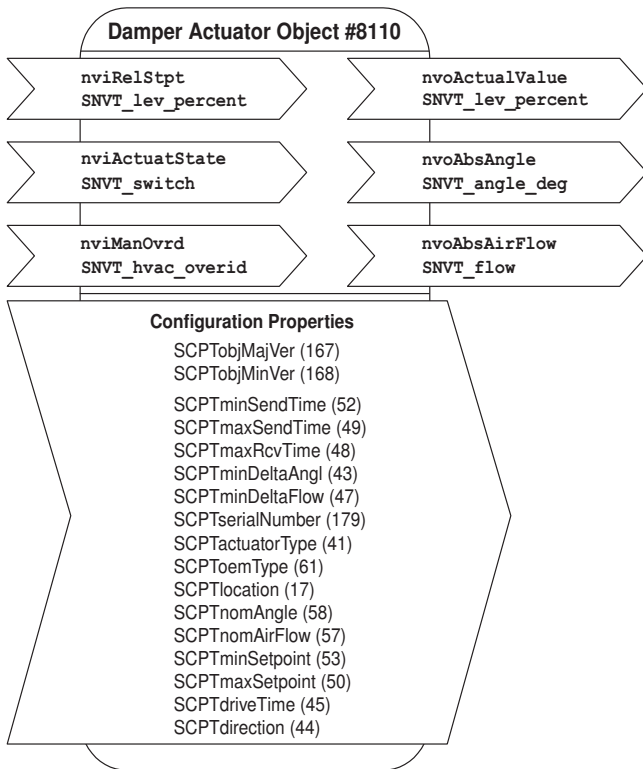 Damper Actuator Object #8110
nviRelStpt
SNVT_lev_percent
nvoActualValue
SNVT_lev_percent
nviActuatState
SNVT_switch
nvoAbsAngle
SNVT_angle_deg
nviManOvrd
SNVT_hvac_overid
nvoAbsAirFlow
SNVT_flow
Configuration Properties
SCPTobjMajVer (167)
SCPTobjMinVer (168)
SCPTminSendTime (52)
SCPTmaxSendTime (49)
SCPTmaxRcvTime (48)
SCPTminDeltaAngl (43)
SCPTminDeltaFlow (47)
SCPTserialNumber (179)
SCPTactuatorType (41)
SCPToemType (61)
SCPTlocation (17)
SCPTnomAngle (58)
SCPTnomAirFlow (57)
SCPTminSetpoint (53)
SCPTmaxSetpoint (50)
SCPTdriveTime (45)
SCPTdirection (44)